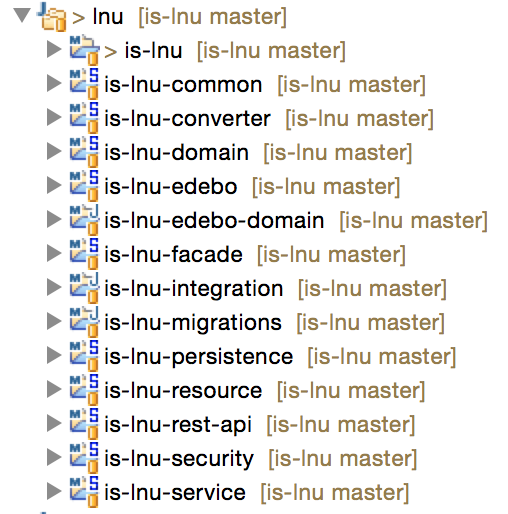 > lnu [is-lnu master]
> is-lnu [is-lnu master]
is-lnu-common [is-lnu master]
is-lnu-converter [is-lnu master]
is-lnu-domain [is-lnu master]
is-lnu-edebo [is-lnu master]
is-lnu-edebo-domain [is-lnu master]
is-lnu-facade [is-lnu master]
is-lnu-integration [is-lnu master]
is-lnu-migrations [is-lnu master]
is-lnu-persistence [is-lnu master]
is-lnu-resource [is-lnu master]
is-lnu-rest-api [is-lnu master]
is-lnu-security [is-lnu master]
is-lnu-service [is-lnu master]